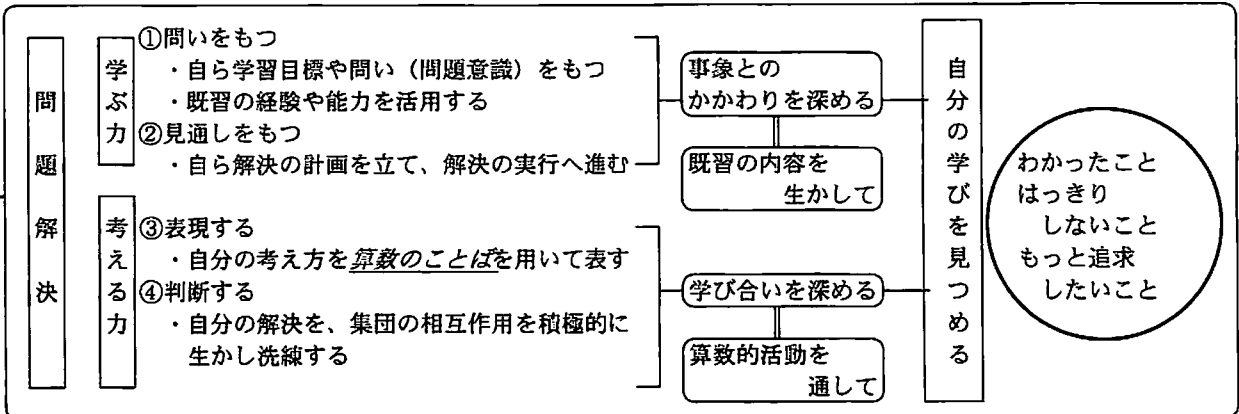 問題解決
学ぶ力
①問いをもつ
・自ら学習目標や問い（問題意識）をもつ
・既習の経験や能力を活用する
②見通しをもつ
・自ら解決の計画を立て、解決の実行へ進む
考える力
③表現する
・自分の考え方を算数のことばを用いて表す
④判断する
・自分の解決を、集団の相互作用を積極的に
生かし洗練する
事象との
かかわりを深める
既習の内容を
生かして
学び合いを深める
算数的活動を
通して
自分の学びを見つめる
わかったこと
はっきり
しないこと
もっと追求
したいこと